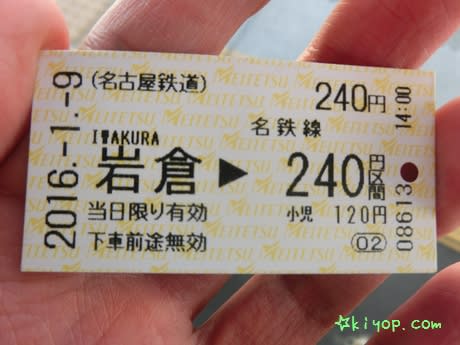 2016.-1.-9
(名古屋鉄道)
240円
名鉄線
IWAKURA
岩倉▶240円区間
当日限り有効
小児 120円
下車前途無効
02
08613
14:00
MEITETSU
☆kiyop.com